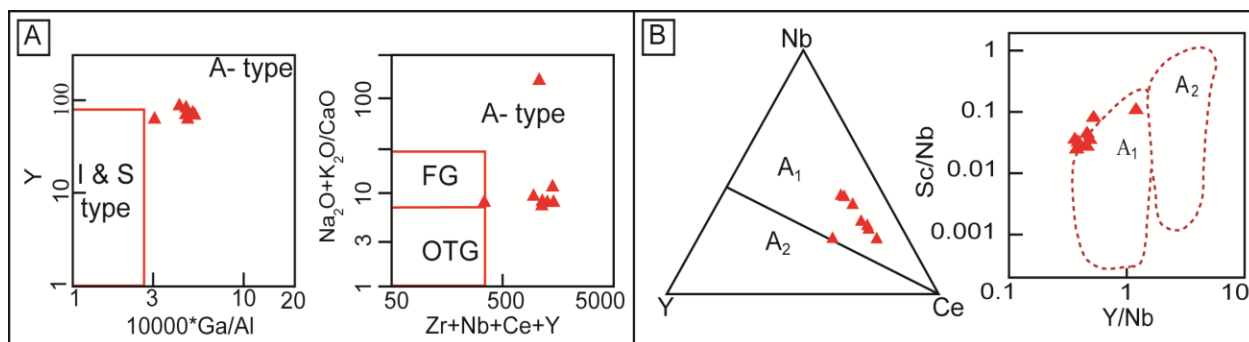 A
A- type
Y
100
10
1
I & S
type
1
3
10
20
10000*Ga/Al
Na₂O+K₂O/CaO
100
10
3
1
A- type
FG
OTG
50
500
5000
Zr+Nb+Ce+Y
B
Nb
A₁
A₂
Y
Ce
Sc/Nb
1
0.1
0.01
0.001
A₂
A₁
0.1
1
10
Y/Nb